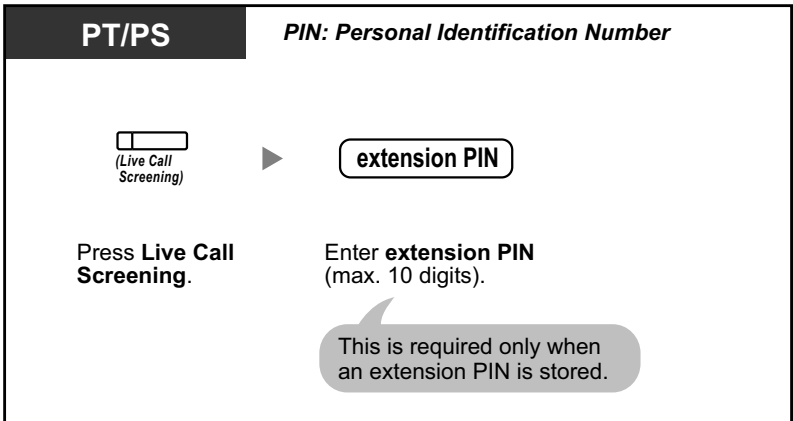 PT/PS
PIN: Personal Identification Number
(Live Call
Screening)
extension PIN
Press Live Call
Screening.
Enter extension PIN
(max. 10 digits).
This is required only when
an extension PIN is stored.